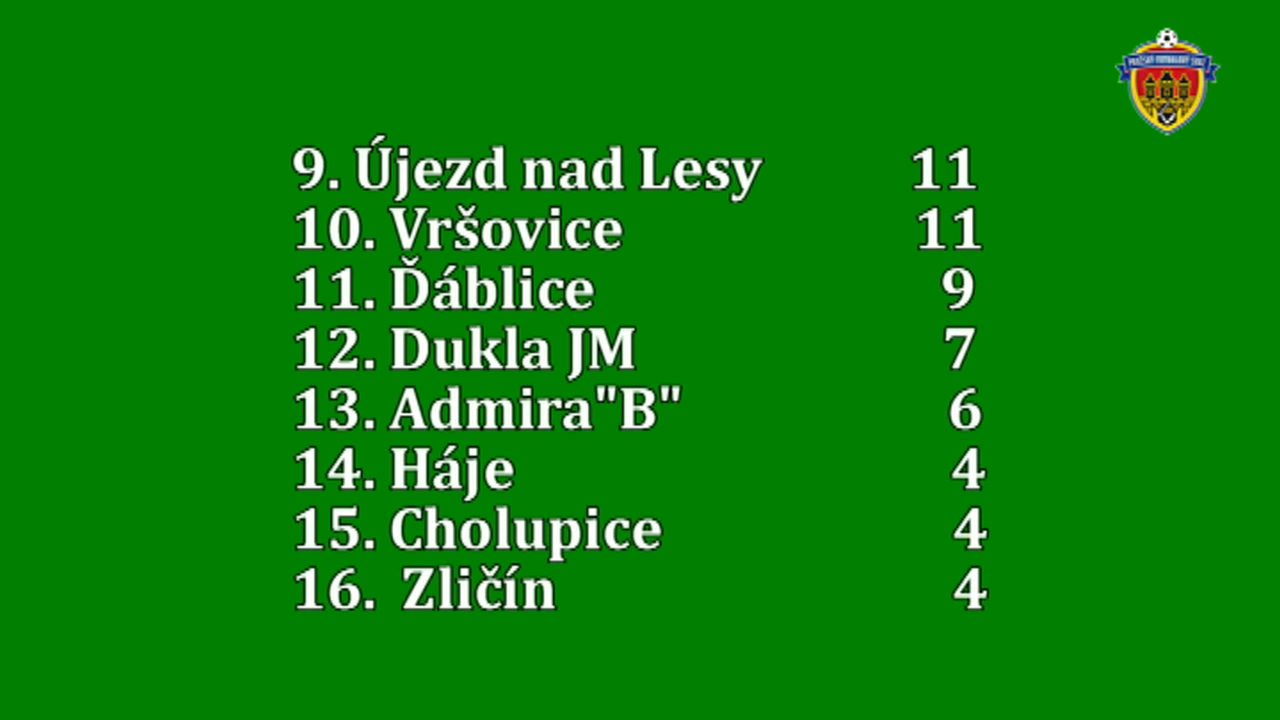 9. Újezd nad Lesy 11
10. Vršovice 11
11. Ďáblice 9
12. Dukla JM 7
13. Admira"B" 6
14. Háje 4
15. Cholupice 4
16. Zličín 4